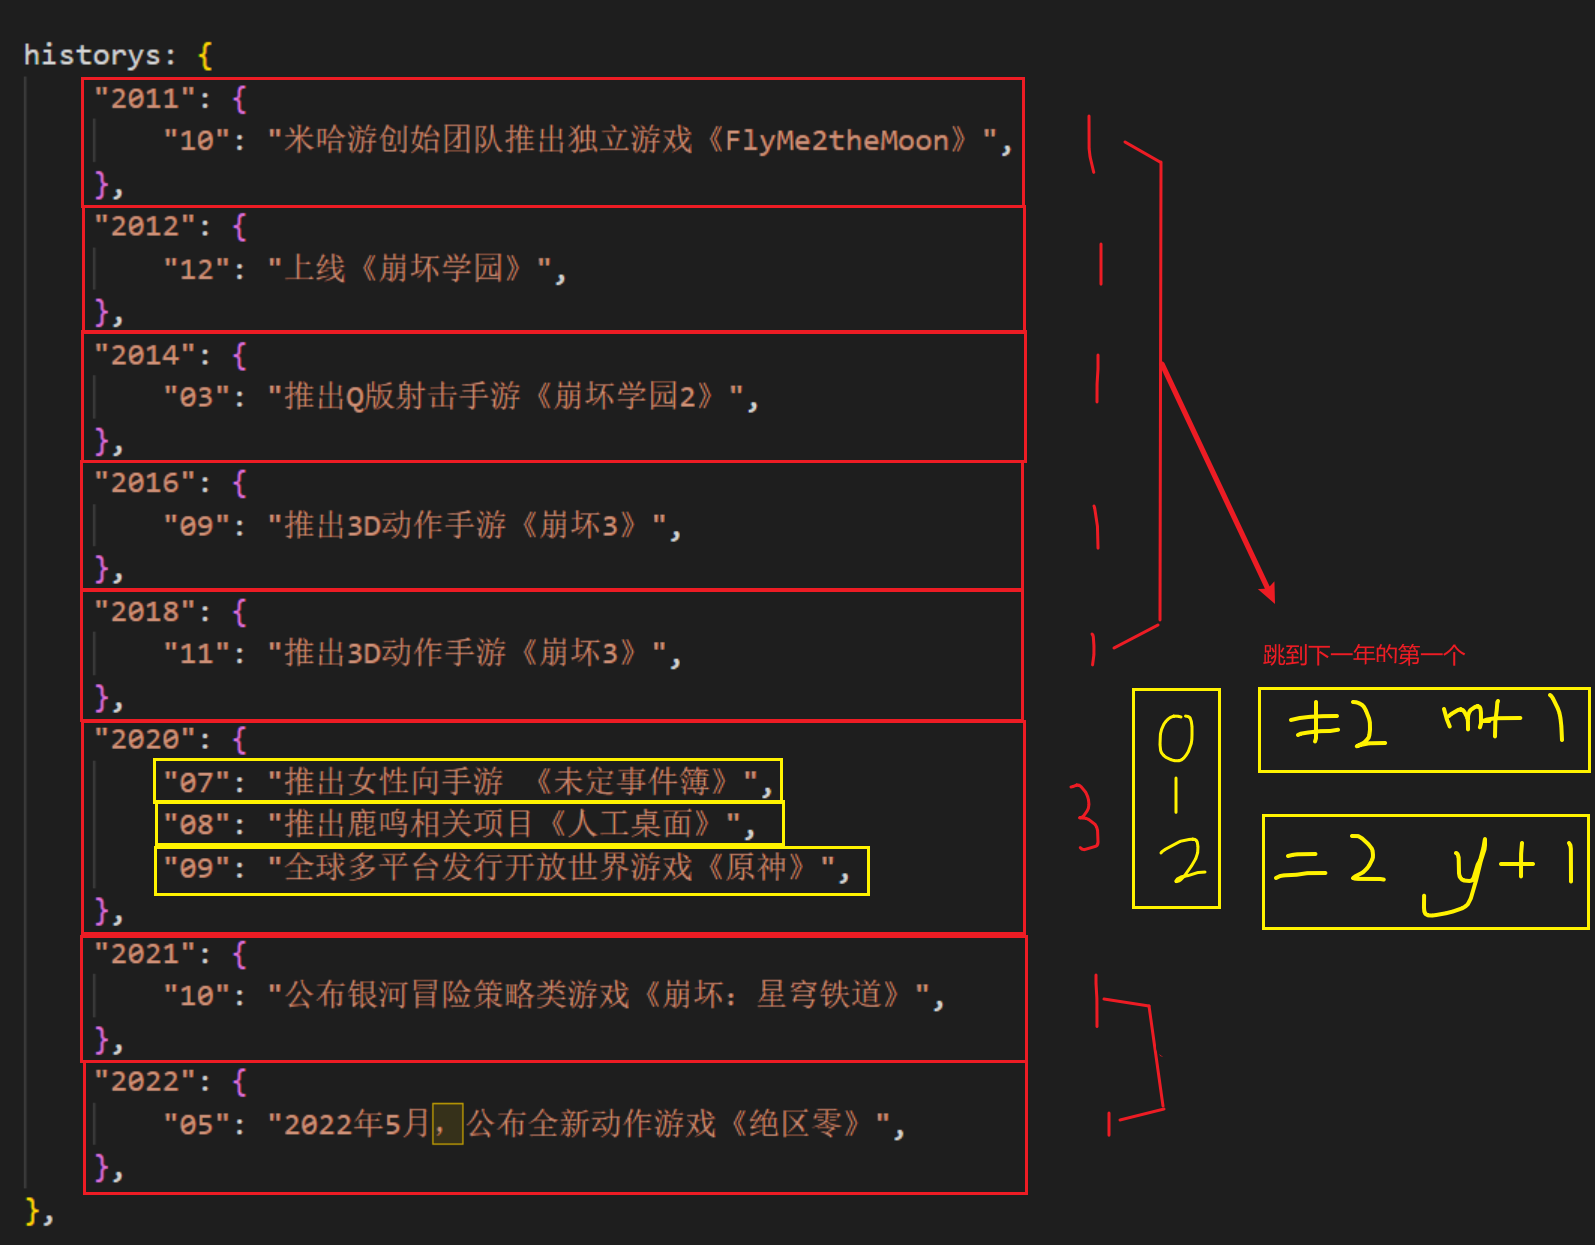 historys: {
"2011": {
"10": "米哈游创始团队推出独立游戏《FlyMe2theMoon》",
},
"2012": {
"12": "上线《崩坏学园》",
},
"2014": {
"03": "推出Q版射击手游《崩坏学园2》",
},
"2016": {
"09": "推出3D动作手游《崩坏3》",
},
"2018": {
"11": "推出3D动作手游《崩坏3》",
},
"2020": {
"07": "推出女性向手游 《未定事件簿》",
"08": "推出鹿鸣相关项目《人工桌面》",
"09": "全球多平台发行开放世界游戏《原神》",
},
"2021": {
"10": "公布银河冒险策略类游戏《崩坏：星穹铁道》",
},
"2022": {
"05": "2022年5月，公布全新动作游戏《绝区零》",
},
},
1
1
1
1
1
3
1
1
0
1
2
跳到下一年的第一个
≠2 m+1
=2 y+1